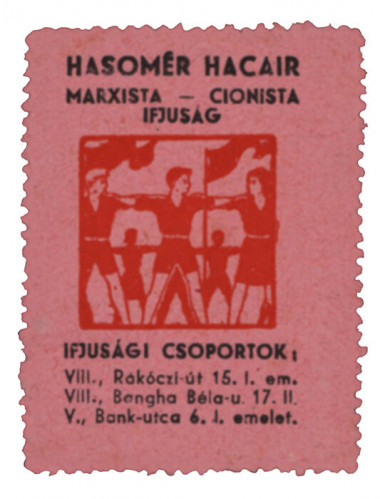 HASOMÉR HACAIR
MARXISTA – CIONISTA
IFJUSÁG
IFJUSÁGI CSOPORTOK:
VIII., Rákóczi-út 15. I. em.
VIII., Bangha Béla-u. 17. II.
V., Bank-utca 6. I. emelet.